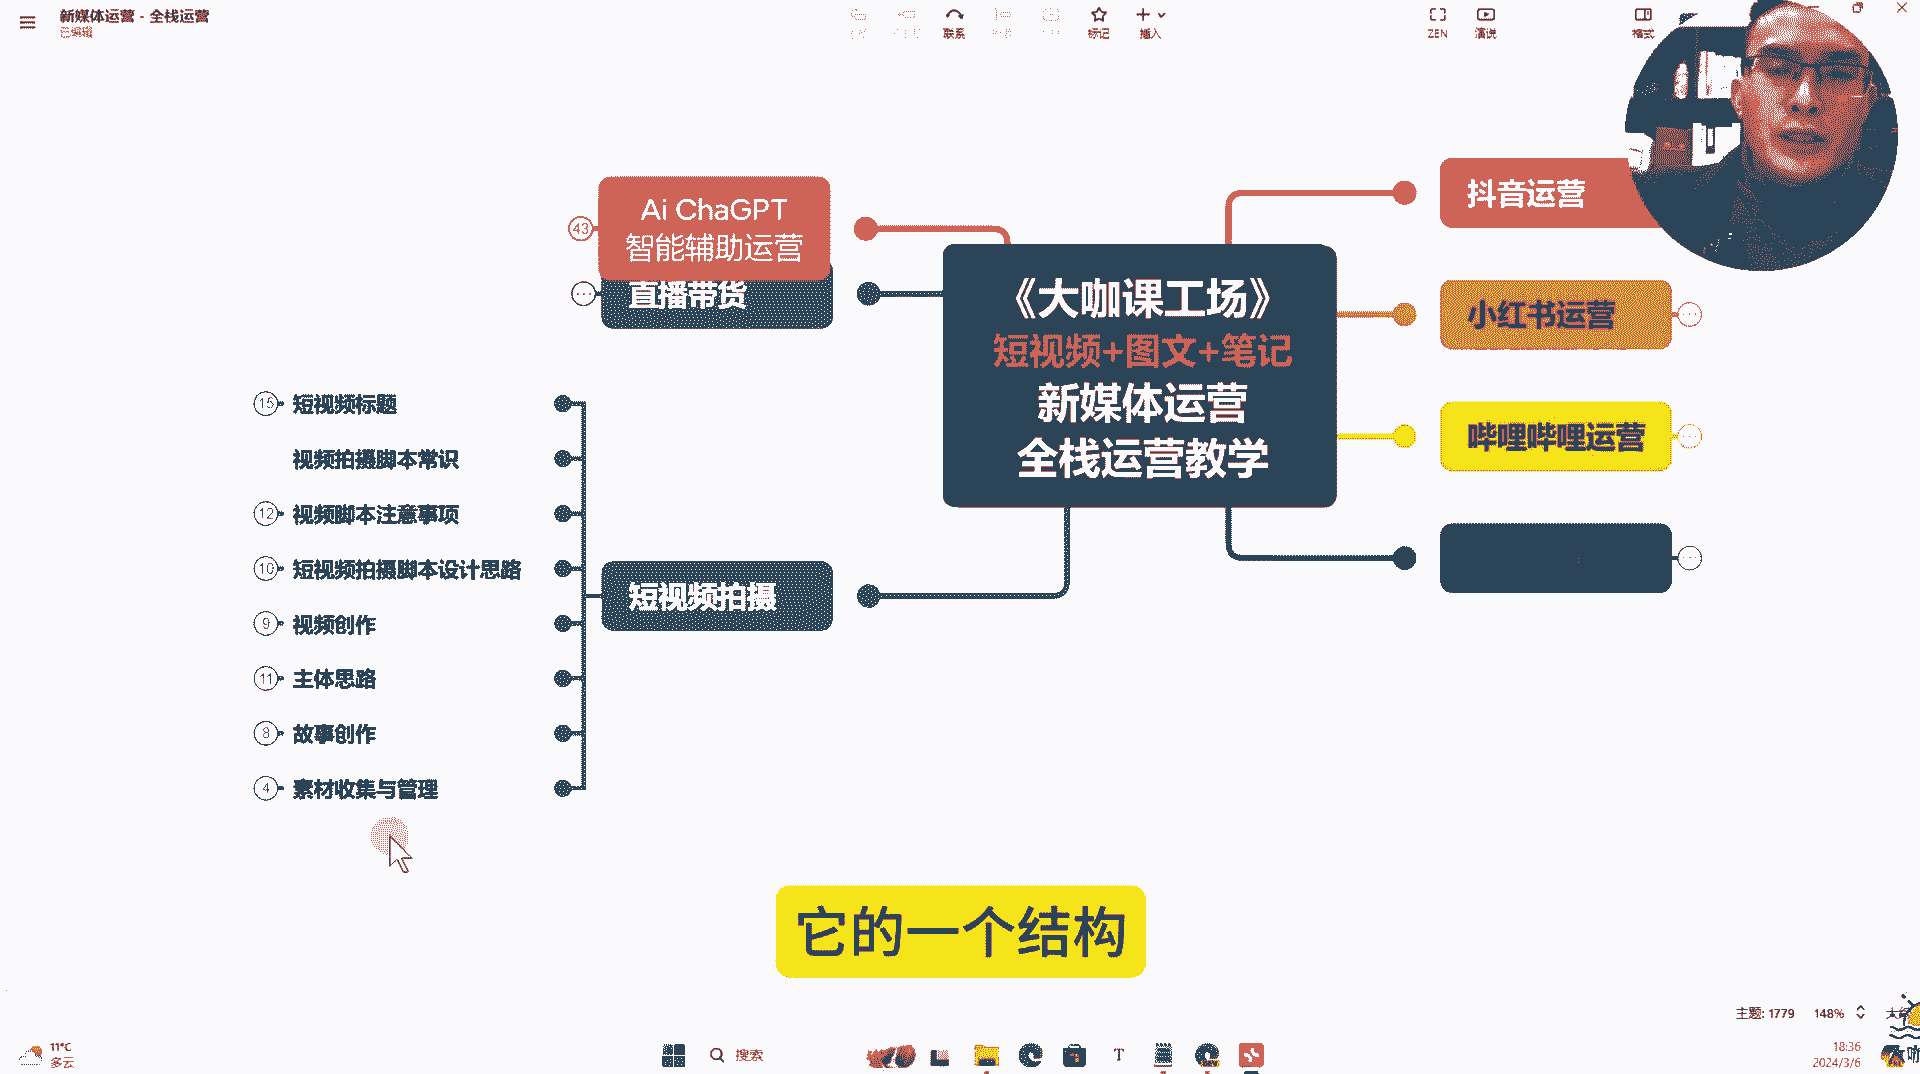 新媒体运营 - 全栈运营
已编辑
联系
标记
插入
ZEN
演说
格式
43
Ai ChaGPT
智能辅助运营
直播带货
《大咖课工场》
短视频+图文+笔记
新媒体运营
全栈运营教学
抖音运营
小红书运营
哔哩哔哩运营
15
短视频标题
视频拍摄脚本常识
12
视频脚本注意事项
10
短视频拍摄脚本设计思路
9
视频创作
11
主体思路
8
故事创作
4
素材收集与管理
短视频拍摄
它的一个结构
主题: 1779
148%
11°C
多云
搜索
18:36
2024/3/6